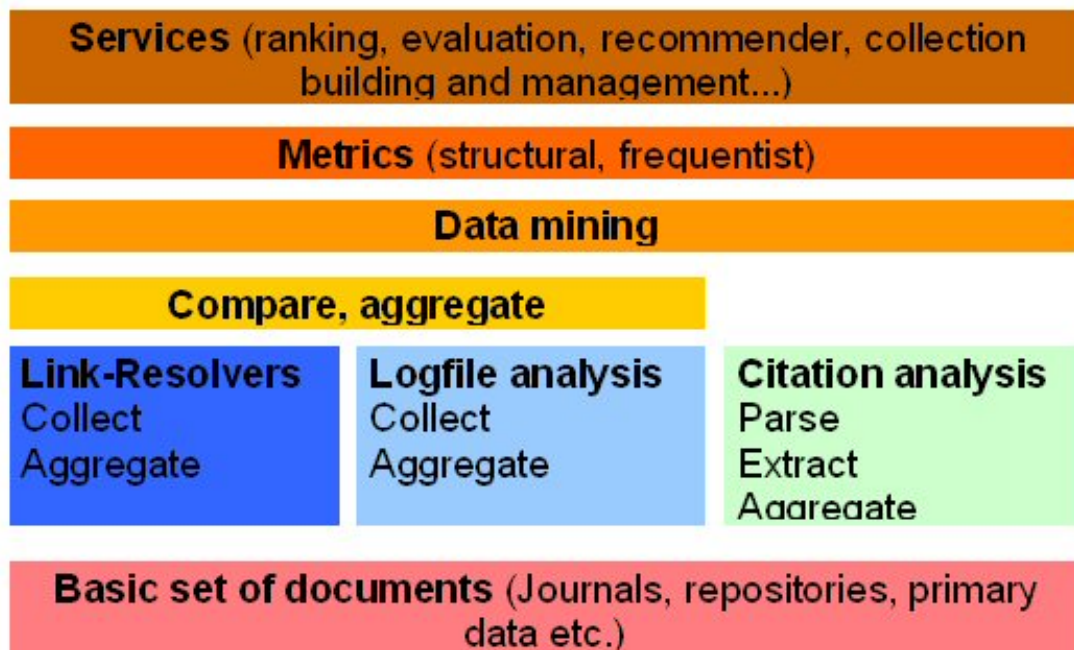 Services (ranking, evaluation, recommender, collection
building and management...)
Metrics (structural, frequentist)
Data mining
Compare, aggregate
Link-Resolvers
Collect
Aggregate
Logfile analysis
Collect
Aggregate
Citation analysis
Parse
Extract
Aggregate
Basic set of documents (Journals, repositories, primary
data etc.)